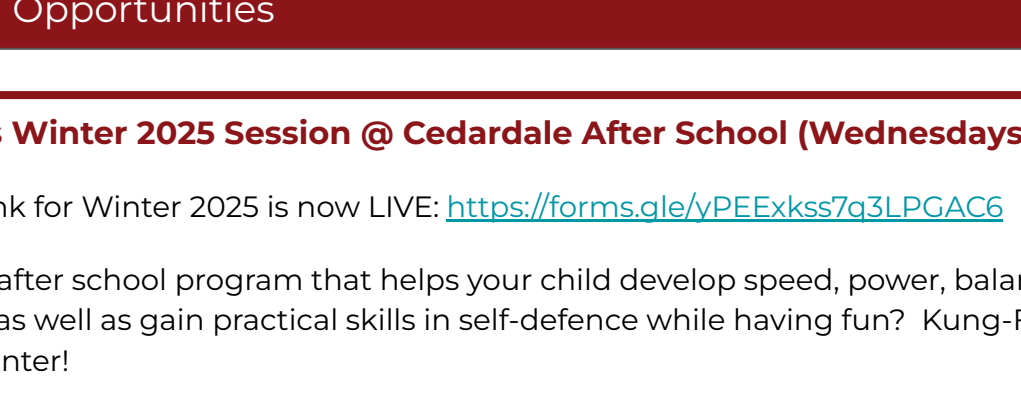 Opportunities
s Winter 2025 Session @ Cedardale After School (Wednesdays
nk for Winter 2025 is now LIVE: https://forms.gle/yPEExkss7q3LPGAC6
after school program that helps your child develop speed, power, balan
as well as gain practical skills in self-defence while having fun?  Kung-F
nter!